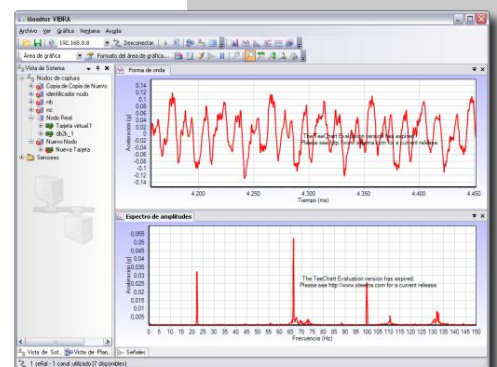 Monitor VIBRA
Archivo Ver Gráfica Ventana Ayuda
192.168.0.8 Desconectar
Área de gráfica Formato del área de gráfica...
Vista de Sistema
Nodos de captura
Copia de Copia de Nuevo
identificador nodo
nb
nc
Nodo Real
Tarjeta virtual 1
db2k_1
Nuevo Nodo
Nueva Tarjeta
Sensores
Vista de Sist... Vista de Plan...
Forma de onda
0,14
0,12
0,1
0,08
0,06
0,04
0,02
0
-0,02
-0,04
-0,06
-0,08
-0,1
-0,12
-0,14
Aceleración (g)
The TeeChart Evaluation version has expired.
Please see http://www.steema.com for a current release.
4.200 4.250 4.300 4.350 4.400 4.450
Tiempo (ms)
Espectro de amplitudes
0,055
0,05
0,045
0,04
0,035
0,03
0,025
0,02
0,015
0,01
0,005
Aceleración (g)
The TeeChart Evaluation version has expired.
Please see http://www.steema.com for a current release.
0 5 10 15 20 25 30 35 40 45 50 55 60 65 70 75 80 85 90 95 100 105 110 115 120 125 130 135 140 145 150
Frecuencia (Hz)
Señales
1 señal - 1 canal utilizado (7 disponibles)